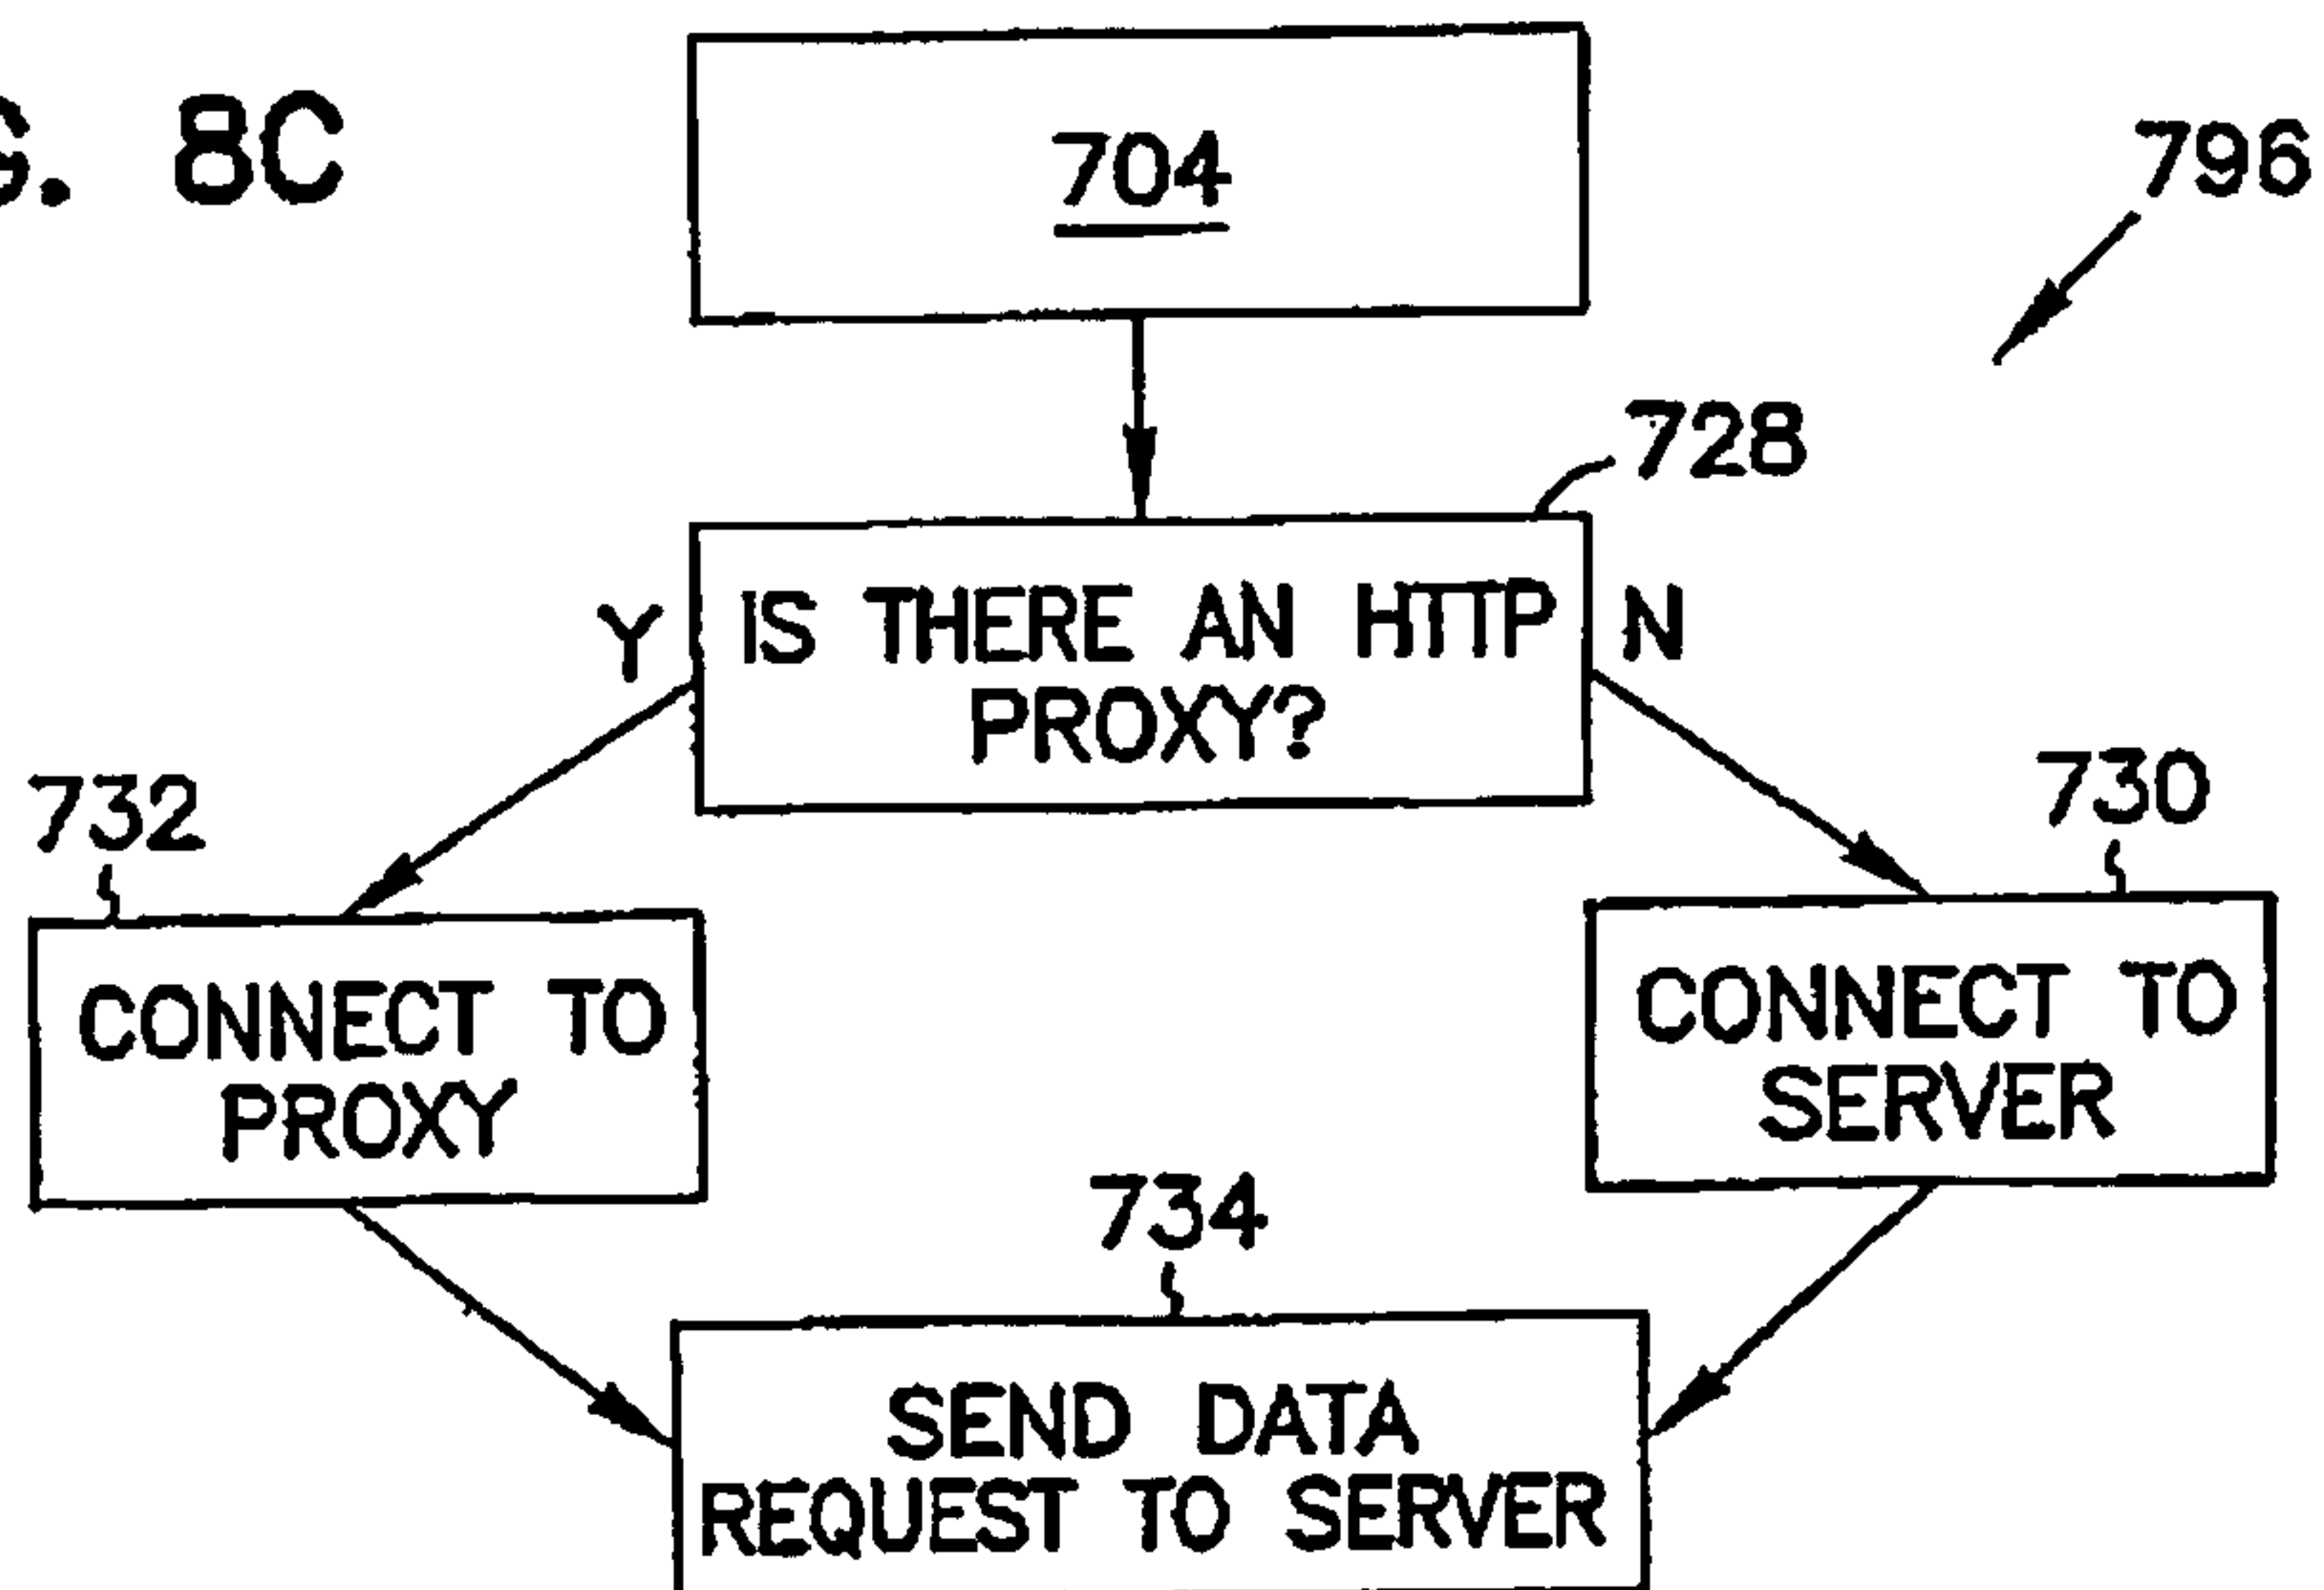 G. 8C
704
796
728
Y
IS THERE AN HTTP
PROXY?
N
732
730
CONNECT TO
PROXY
CONNECT TO
SERVER
734
SEND DATA
REQUEST TO SERVER